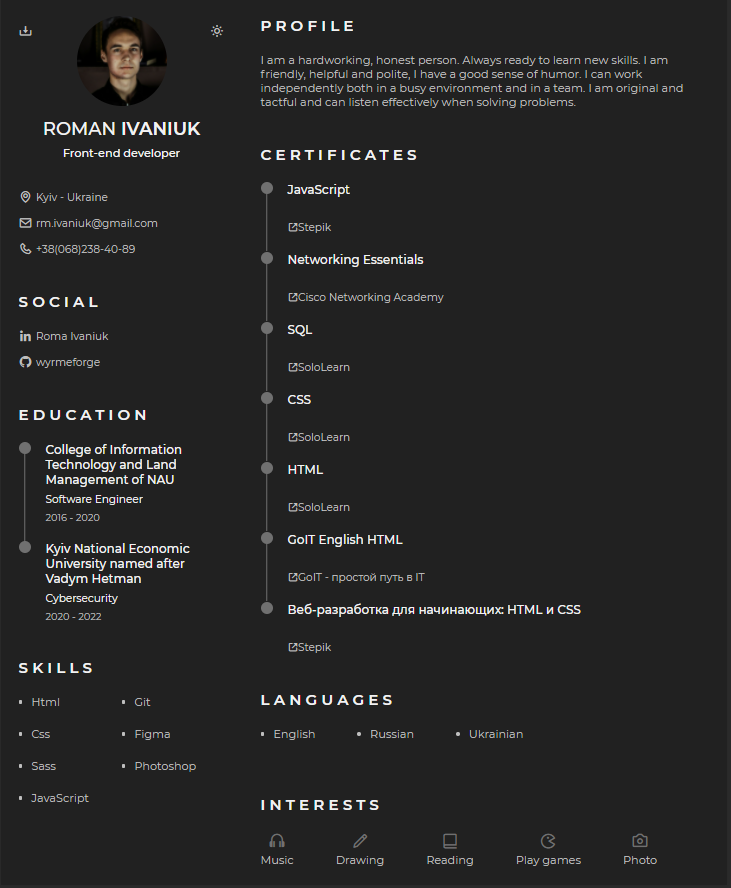 ROMAN IVANIUK
Front-end developer
Kyiv - Ukraine
rm.ivaniuk@gmail.com
+38(068)238-40-89
SOCIAL
Roma Ivaniuk
wyrmeforge
EDUCATION
College of Information
Technology and Land
Management of NAU
Software Engineer
2016 - 2020
Kyiv National Economic
University named after
Vadym Hetman
Cybersecurity
2020 - 2022
SKILLS
Html
Css
Sass
JavaScript
Git
Figma
Photoshop
PROFILE
I am a hardworking, honest person. Always ready to learn new skills. I am
friendly, helpful and polite, I have a good sense of humor. I can work
independently both in a busy environment and in a team. I am original and
tactful and can listen effectively when solving problems.
CERTIFICATES
JavaScript
Stepik
Networking Essentials
Cisco Networking Academy
SQL
SoloLearn
CSS
SoloLearn
HTML
SoloLearn
GoIT English HTML
GoIT - простой путь в IT
Веб-разработка для начинающих: HTML и CSS
Stepik
LANGUAGES
English
Russian
Ukrainian
INTERESTS
Music
Drawing
Reading
Play games
Photo